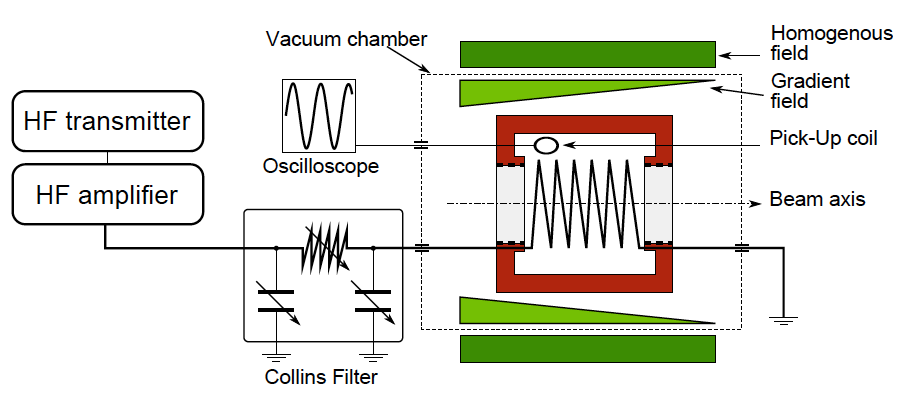 Vacuum chamber
Homogenous
field
Gradient
field
HF transmitter
Oscilloscope
Pick-Up coil
HF amplifier
Beam axis
Collins Filter